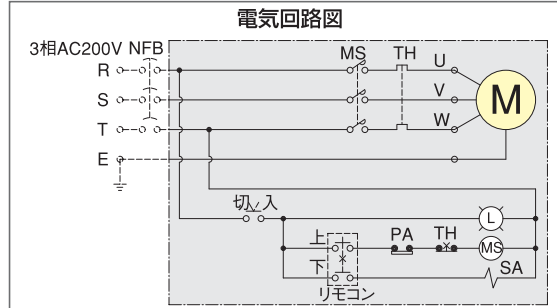 電気回路図
3相AC200V NFB MS TH
R U
S V
T W
M
E
切 入 L
上 PA TH MS
下 SA
リモコン